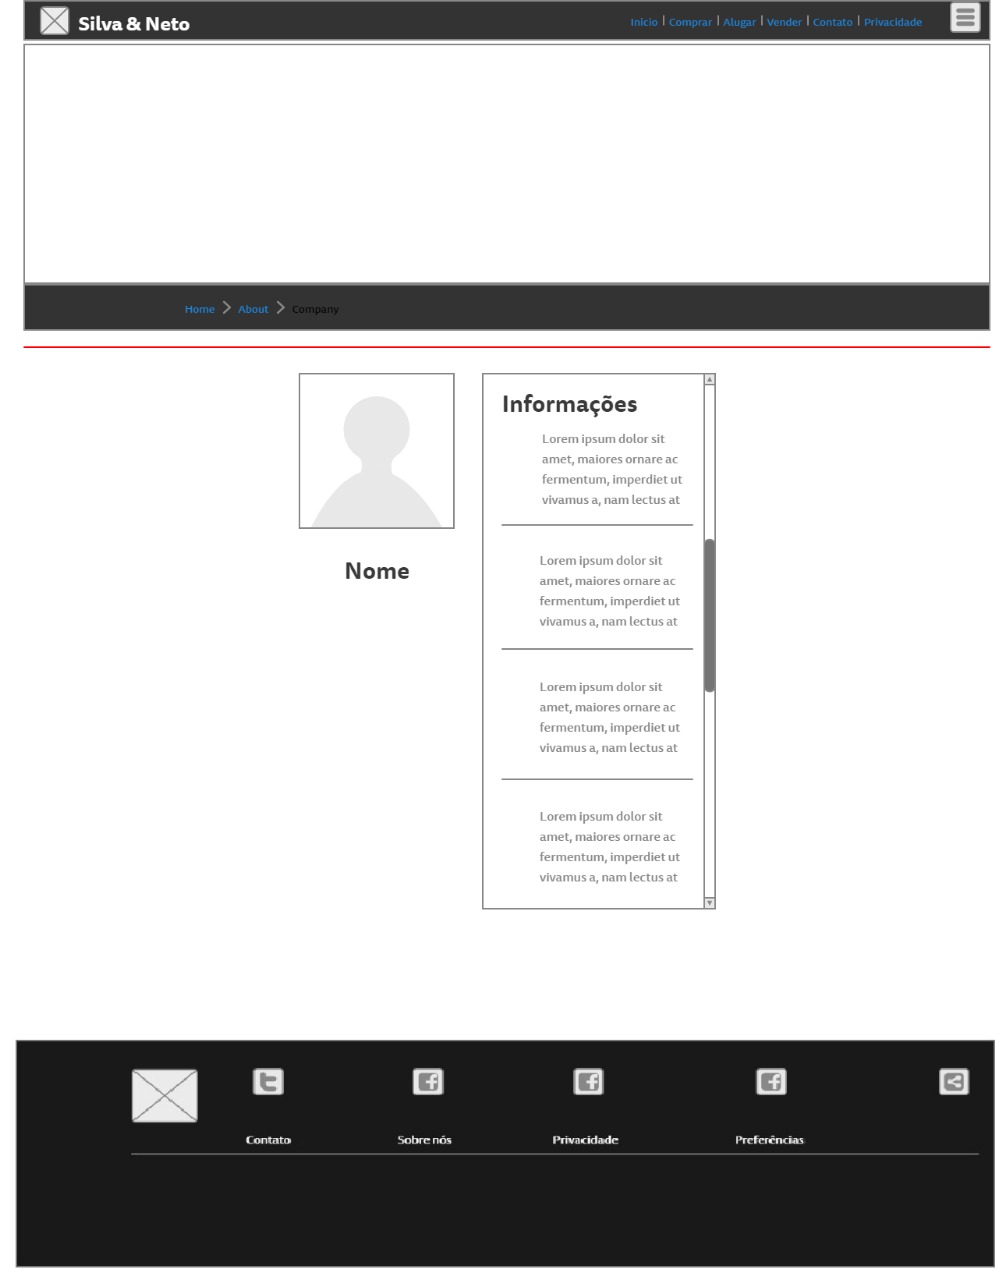 Silva & Neto
Inicio | Comprar | Alugar | Vender | Contato | Privacidade
Home > About > Company
Nome
Informações
Lorem ipsum dolor sit
amet, maiores ornare ac
fermentum, imperdiet ut
vivamus a, nam lectus at
Lorem ipsum dolor sit
amet, maiores ornare ac
fermentum, imperdiet ut
vivamus a, nam lectus at
Lorem ipsum dolor sit
amet, maiores ornare ac
fermentum, imperdiet ut
vivamus a, nam lectus at
Lorem ipsum dolor sit
amet, maiores ornare ac
fermentum, imperdiet ut
vivamus a, nam lectus at
Contato Sobre nós Privacidade Preferências